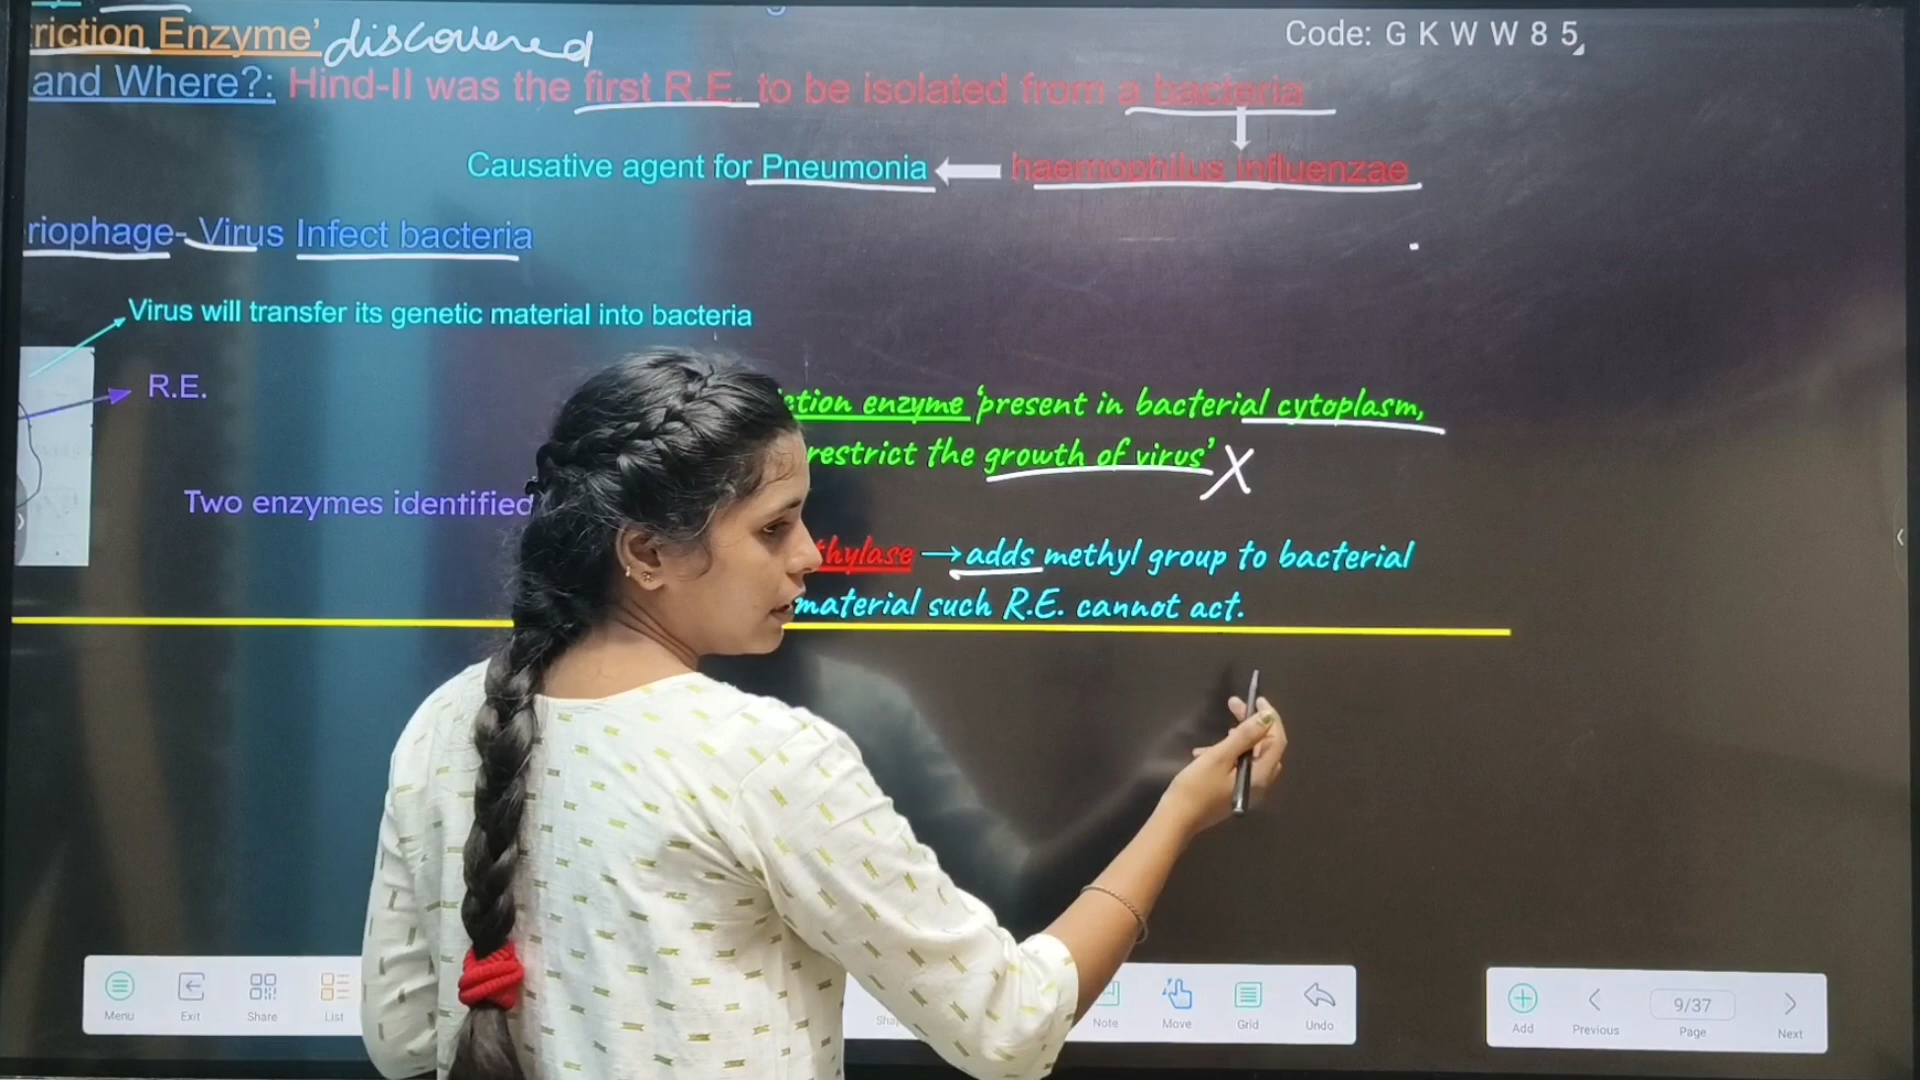 riction Enzyme' discovered
Code: G K W W 8 5
and Where?: Hind-II was the first R.E. to be isolated from a bacteria
Causative agent for Pneumonia haemophilus influenzae
riophage- Virus Infect bacteria
Virus will transfer its genetic material into bacteria
R.E.
ction enzyme 'present in bacterial cytoplasm,
restrict the growth of virus' X
Two enzymes identified
thylase → adds methyl group to bacterial
material such R.E. cannot act.
Menu Exit Share List Note Move Grid Undo
Add Previous 9/37 Page Next